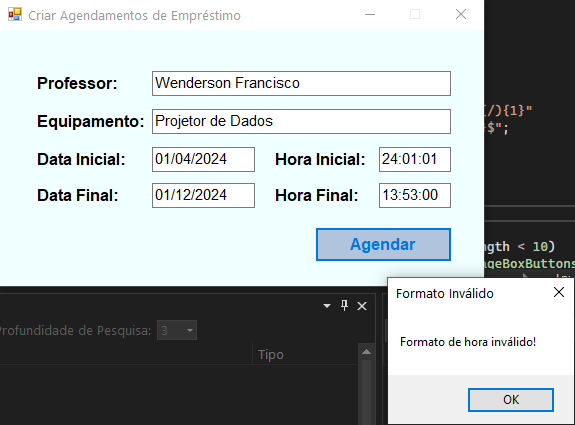 Criar Agendamentos de Empréstimo
Professor: Wenderson Francisco
Equipamento: Projetor de Dados
Data Inicial: 01/04/2024 Hora Inicial: 24:01:01
Data Final: 01/12/2024 Hora Final: 13:53:00
Agendar
(/){1}"
$";
ngth < 10)
ageBoxButtons
Formato Inválido
Formato de hora inválido!
OK
Profundidade de Pesquisa: 3
Tipo